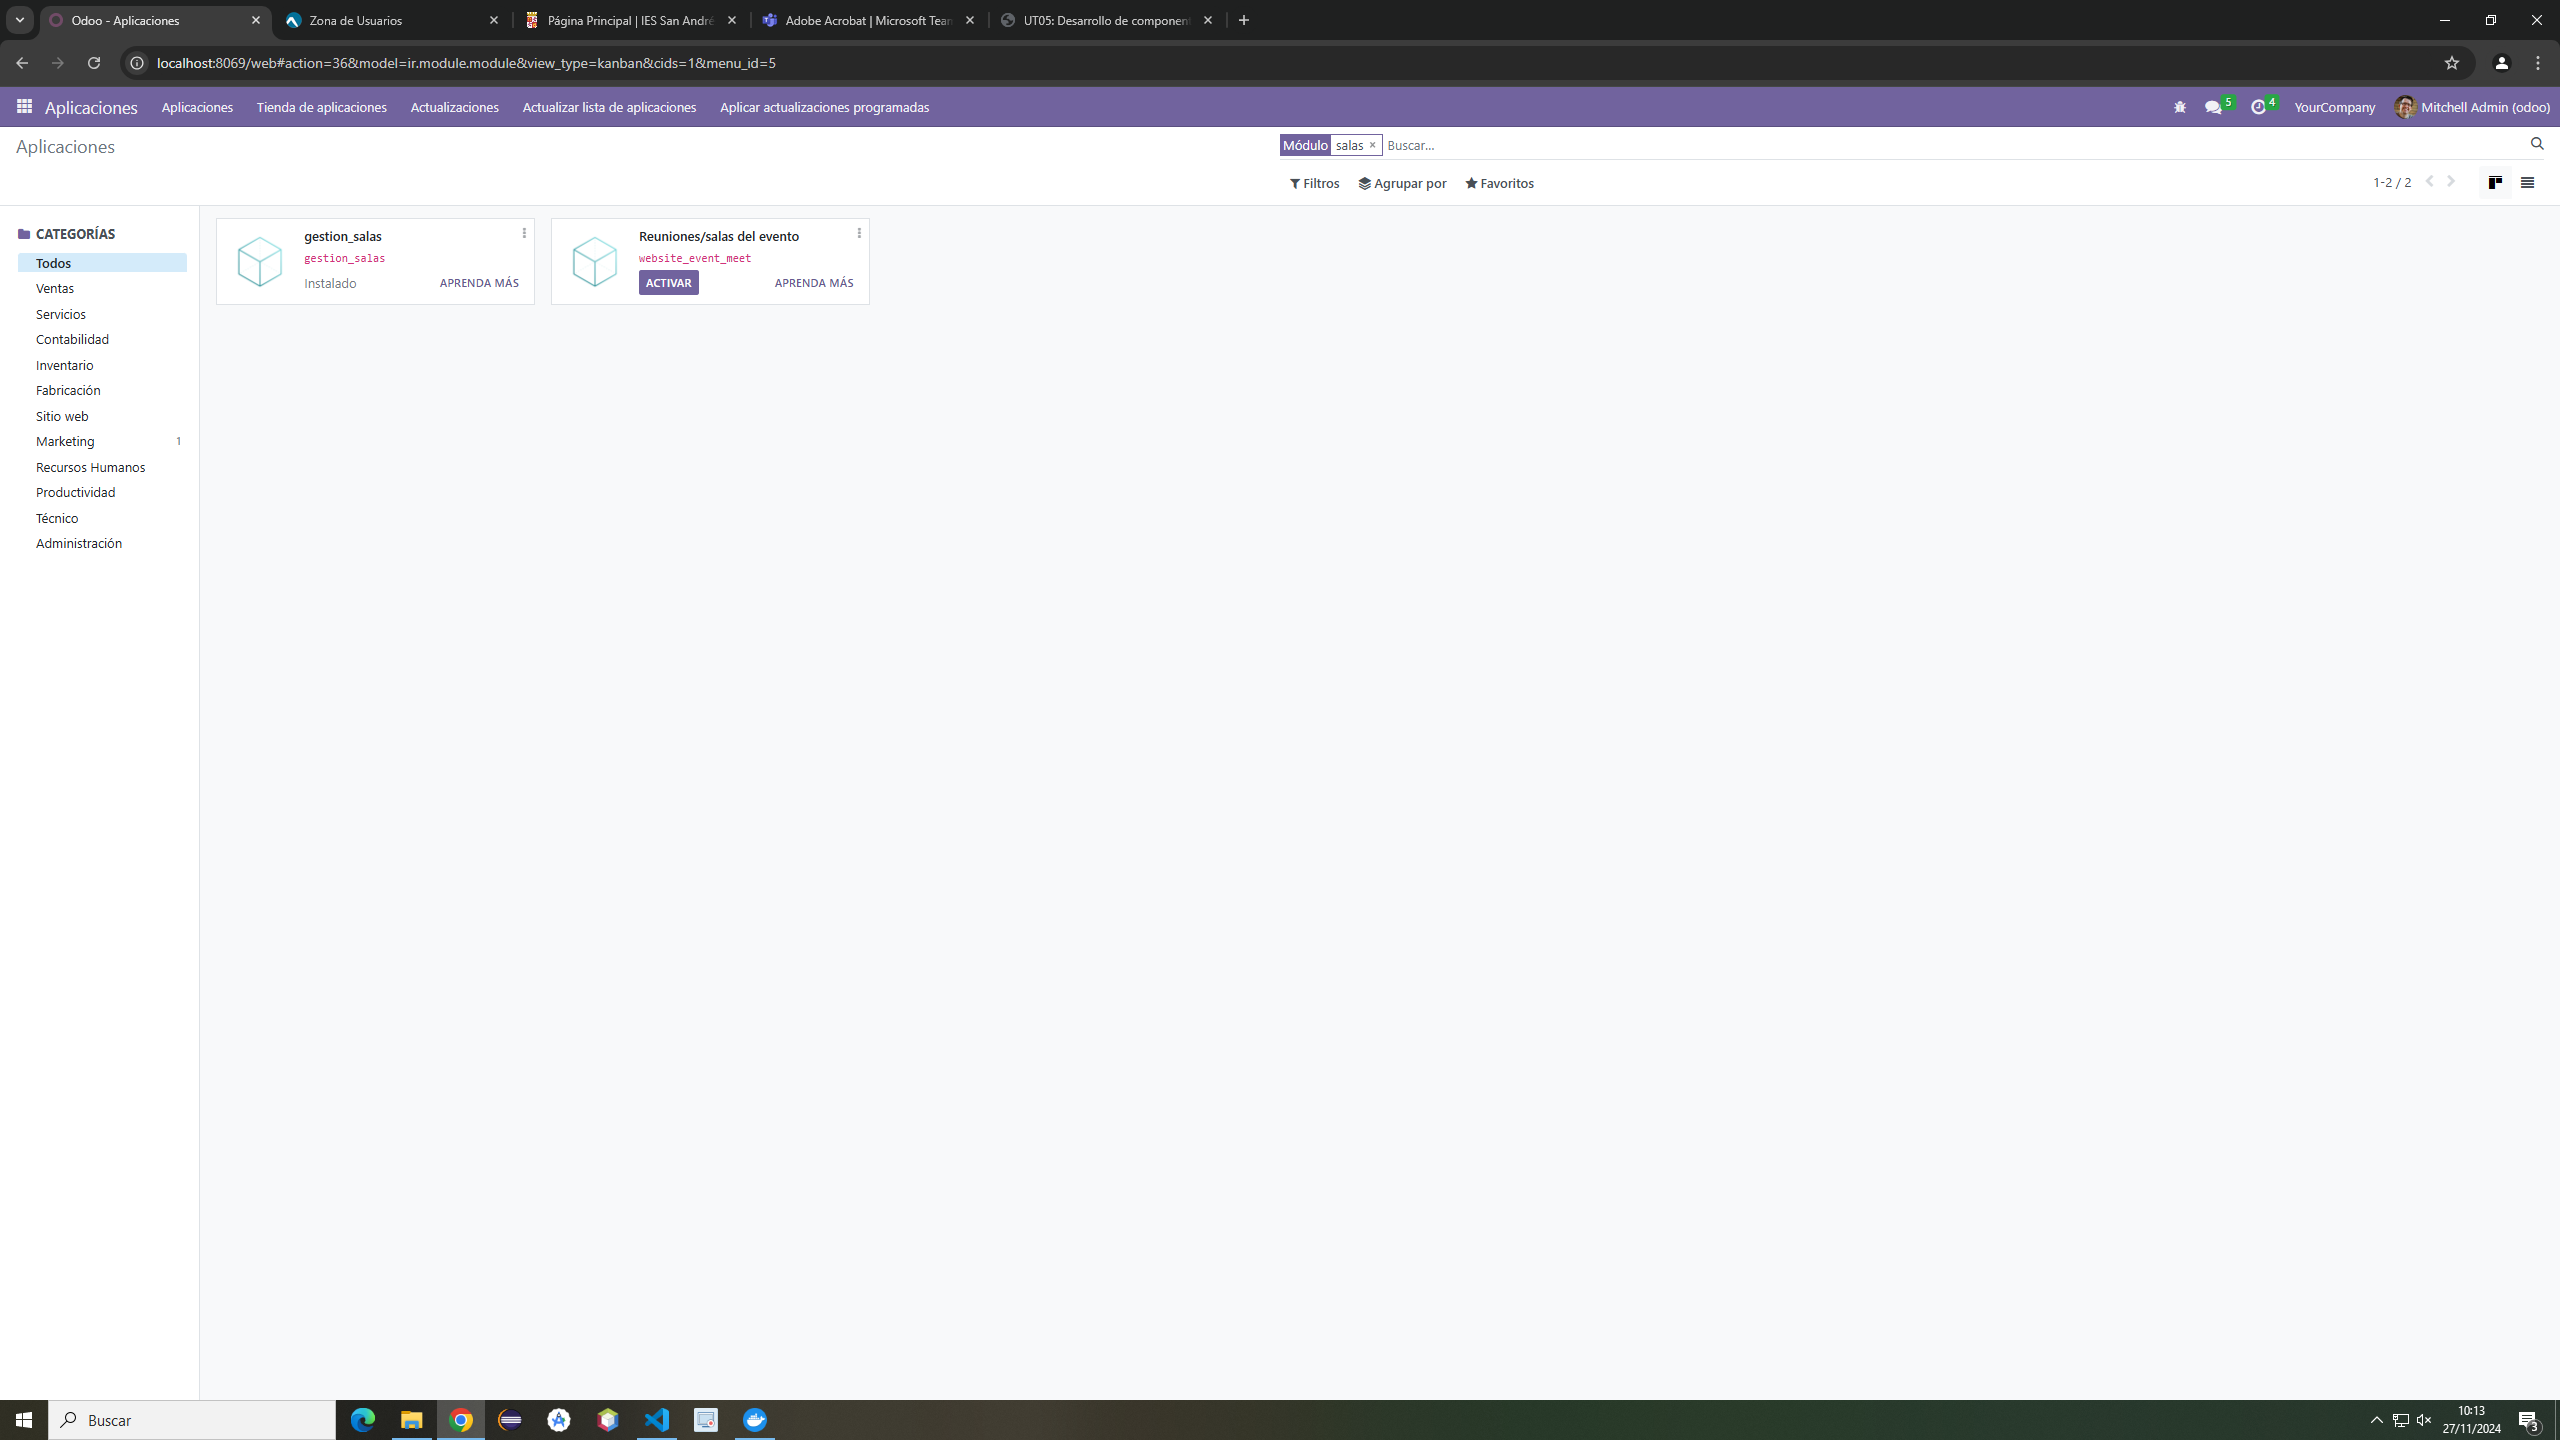 Odoo - Aplicaciones
Zona de Usuarios
Página Principal | IES San André
Adobe Acrobat | Microsoft Tean
UT05: Desarrollo de component
localhost:8069/web#action=36&model=ir.module.module&view_type=kanban&cids=1&menu_id=5
Aplicaciones Aplicaciones Tienda de aplicaciones Actualizaciones Actualizar lista de aplicaciones Aplicar actualizaciones programadas 5 4 YourCompany Mitchell Admin (odoo)
Aplicaciones
Módulo salas × Buscar...
Filtros Agrupar por Favoritos 1-2 / 2
CATEGORÍAS
Todos
Ventas
Servicios
Contabilidad
Inventario
Fabricación
Sitio web
Marketing 1
Recursos Humanos
Productividad
Técnico
Administración
gestion_salas
gestion_salas
Instalado APRENDA MÁS
Reuniones/salas del evento
website_event_meet
ACTIVAR APRENDA MÁS
Buscar
10:13
27/11/2024
3